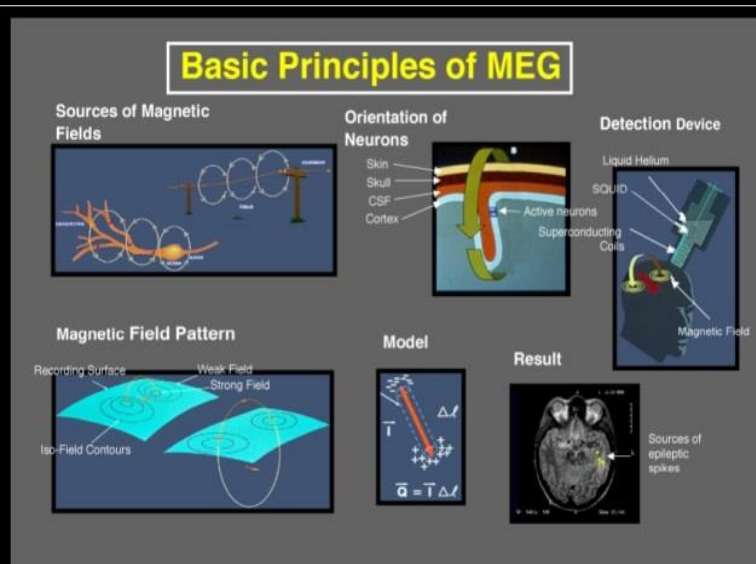 Basic Principles of MEG
Sources of Magnetic
Fields
Orientation of
Neurons
Detection Device
Skin
Skull
CSF
Cortex
Active neurons
Liquid Helium
SQUID
Superconducting
Coils
Magnetic Field
Magnetic Field Pattern
Recording Surface
Weak Field
Strong Field
Iso-Field Contours
Model
I Δℓ
Q = I Δℓ
Result
Sources of
epileptic
spikes